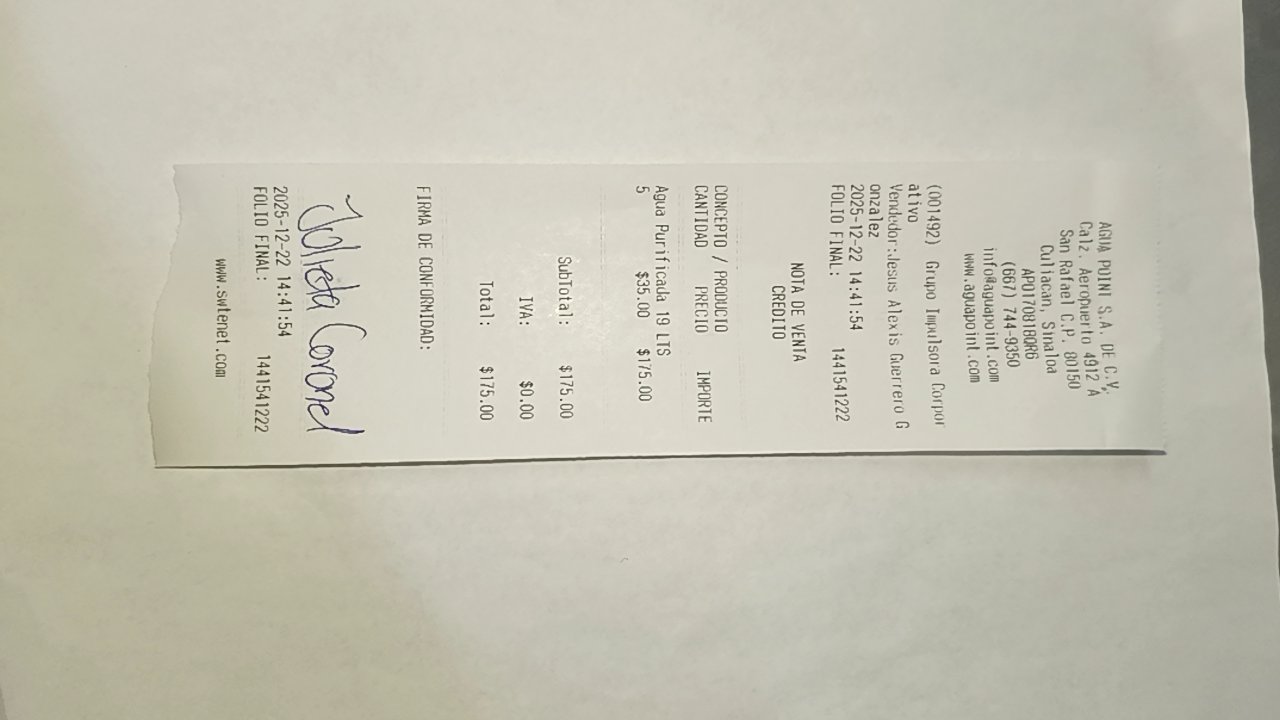 AGUA POINT S.A. DE C.V.
Calz. Aeropuerto 4912 A
San Rafael C.P. 80150
Culiacan, Sinaloa
APO170918QR6
(667) 744-9350
info@aguapoint.com
www.aguapoint.com
(001492) Grupo Impulsora Corpor
ativo
Vendedor:Jesus Alexis Guerrero G
onzalez
2025-12-22 14:41:54
FOLIO FINAL: 1441541222
NOTA DE VENTA
CREDITO
CONCEPTO / PRODUCTO
CANTIDAD PRECIO IMPORTE
Agua Purificada 19 LTS
5 $35.00 $175.00
SubTotal: $175.00
IVA: $0.00
Total: $175.00
FIRMA DE CONFORMIDAD:
Julieta Coronel
2025-12-22 14:41:54
FOLIO FINAL: 1441541222
www.swtenet.com